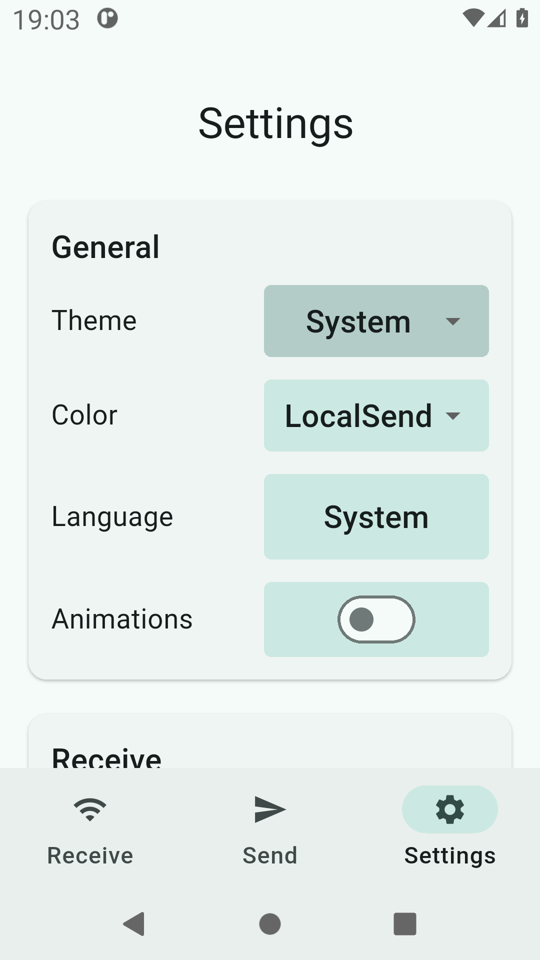 19:03
Settings
General
Theme System
Color LocalSend
Language System
Animations
Receive
Receive Send Settings